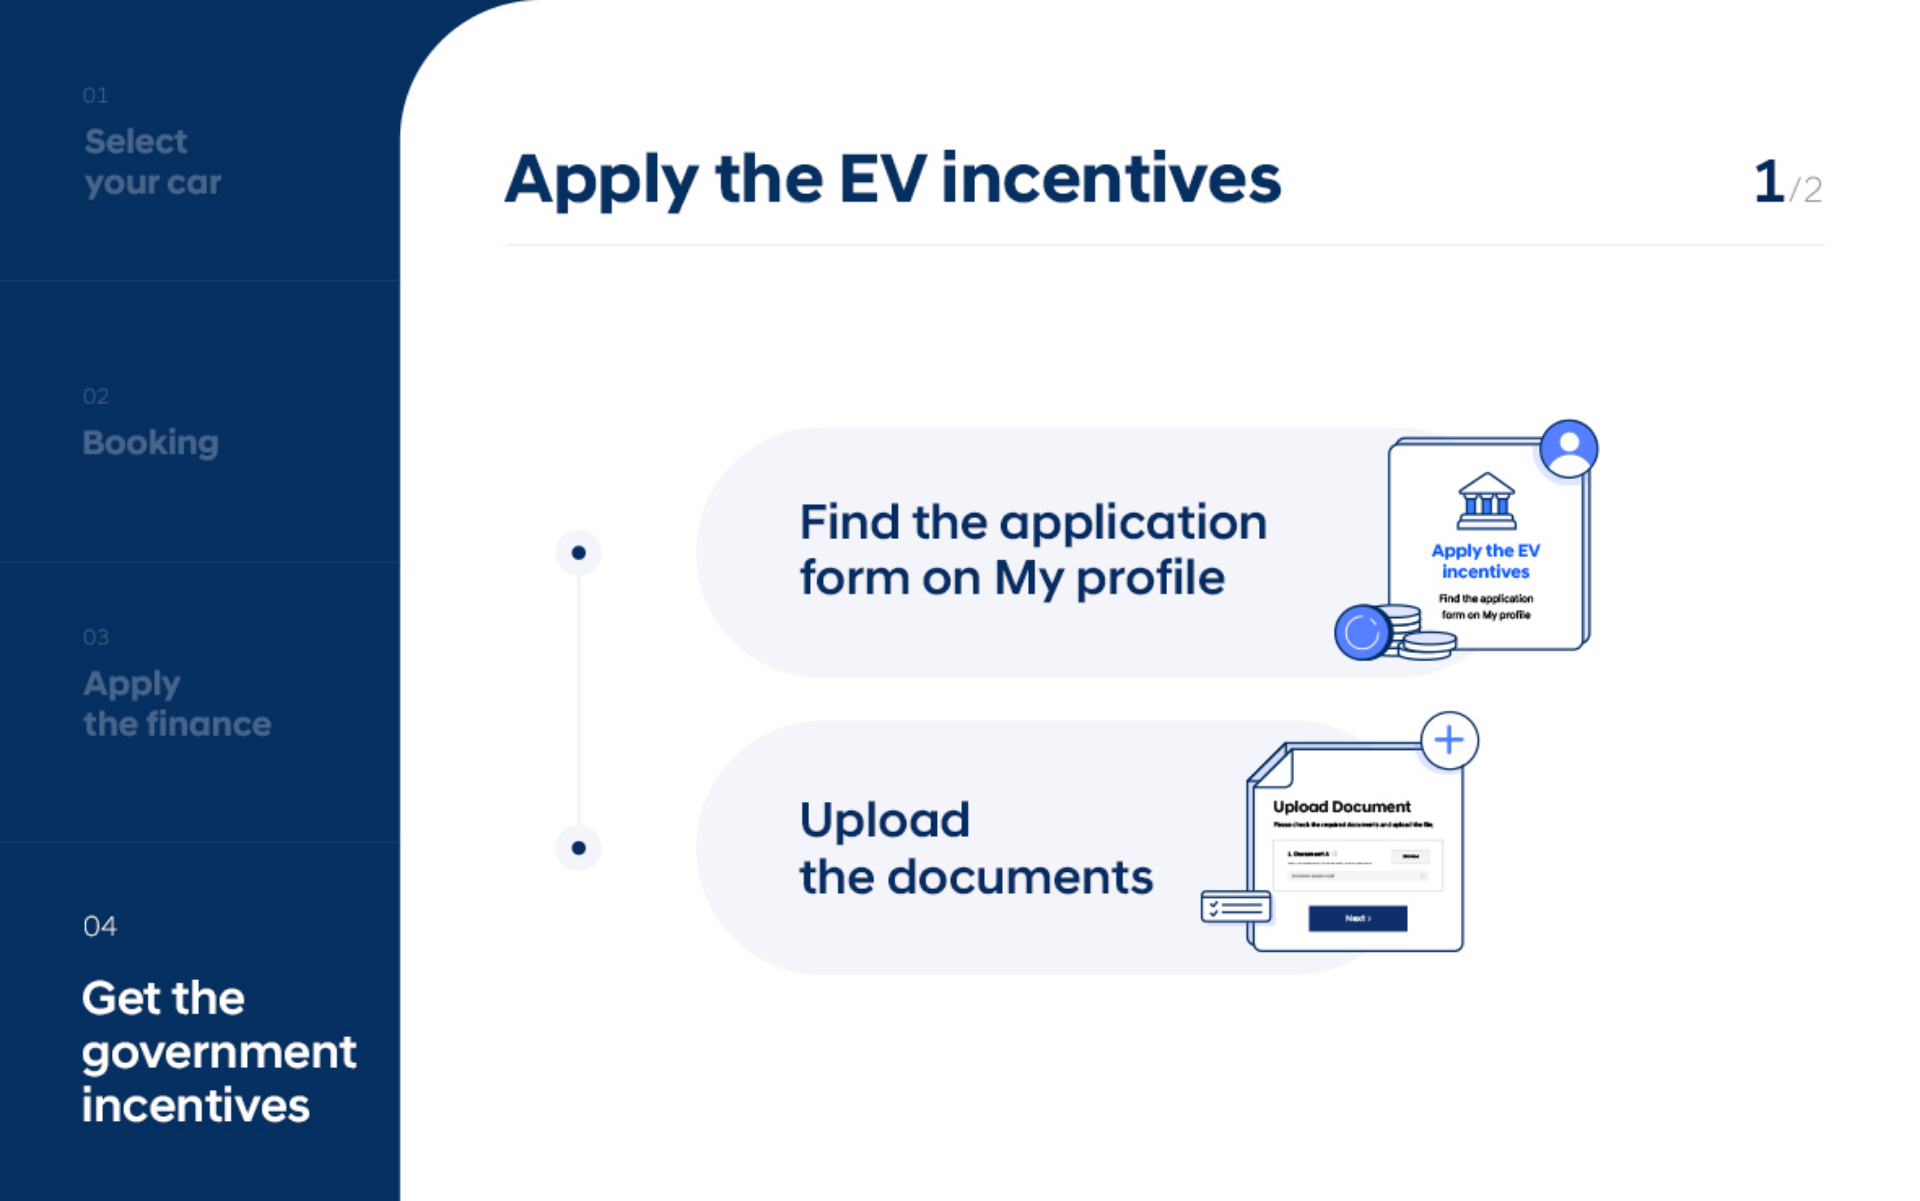 01
Select
your car
02
Booking
03
Apply
the finance
04
Get the
government
incentives
Apply the EV incentives
1/2
Find the application
form on My profile
Apply the EV
incentives
Find the application
form on My profile
Upload
the documents
Upload Document
Please check the required documents and upload the file.
1. Document A
Next ›